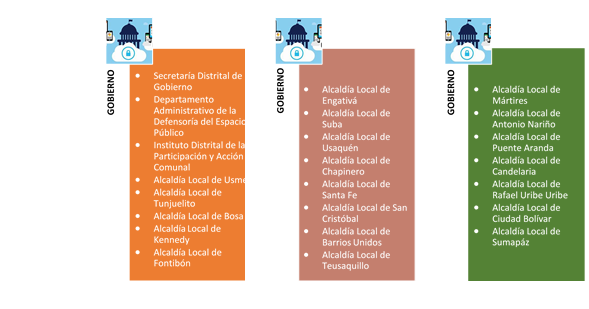 GOBIERNO
• Secretaría Distrital de
Gobierno
• Departamento
Administrativo de la
Defensoría del Espacio
Público
• Instituto Distrital de la
Participación y Acción
Comunal
• Alcaldía Local de Usme
• Alcaldía Local de
Tunjuelito
• Alcaldía Local de Bosa
• Alcaldía Local de
Kennedy
• Alcaldía Local de
Fontibón
GOBIERNO
• Alcaldía Local de
Engativá
• Alcaldía Local de
Suba
• Alcaldía Local de
Usaquén
• Alcaldía Local de
Chapinero
• Alcaldía Local de
Santa Fe
• Alcaldía Local de San
Cristóbal
• Alcaldía Local de
Barrios Unidos
• Alcaldía Local de
Teusaquillo
GOBIERNO
• Alcaldía Local de
Mártires
• Alcaldía Local de
Antonio Nariño
• Alcaldía Local de
Puente Aranda
• Alcaldía Local de
Candelaria
• Alcaldía Local de
Rafael Uribe Uribe
• Alcaldía Local de
Ciudad Bolívar
• Alcaldía Local de
Sumapáz